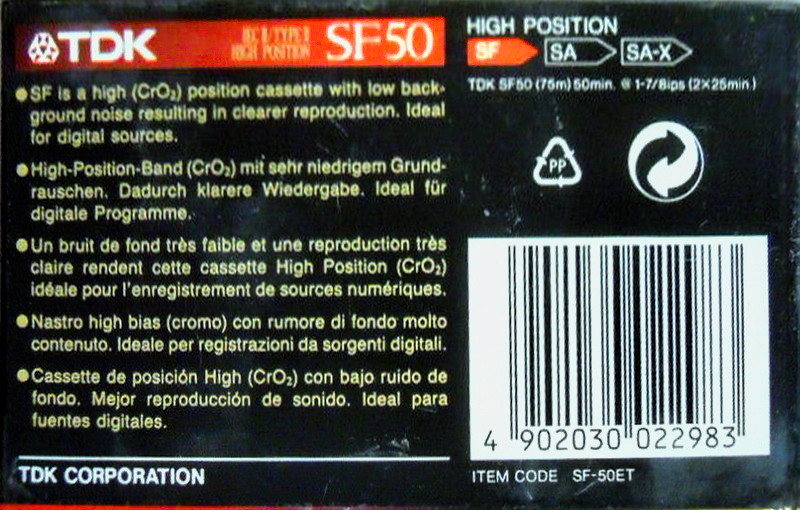 TDK
IEC II/TYPE II
HIGH POSITION
SF50
●SF is a high (CrO₂) position cassette with low back-
ground noise resulting in clearer reproduction. Ideal
for digital sources.
●High-Position-Band (CrO₂) mit sehr niedrigem Grund-
rauschen. Dadurch klarere Wiedergabe. Ideal für
digitale Programme.
●Un bruit de fond très faible et une reproduction très
claire rendent cette cassette High Position (CrO₂)
idéale pour l'enregistrement de sources numériques.
●Nastro high bias (cromo) con rumore di fondo molto
contenuto. Ideale per registrazioni da sorgenti digitali.
●Cassette de posición High (CrO₂) con bajo ruido de
fondo. Mejor reproducción de sonido. Ideal para
fuentes digitales.
TDK CORPORATION
HIGH POSITION
SF SA SA-X
TDK SF50 (75m) 50min. @ 1-7/8ips (2×25min.)
PP
4 902030 022983
ITEM CODE SF-50ET